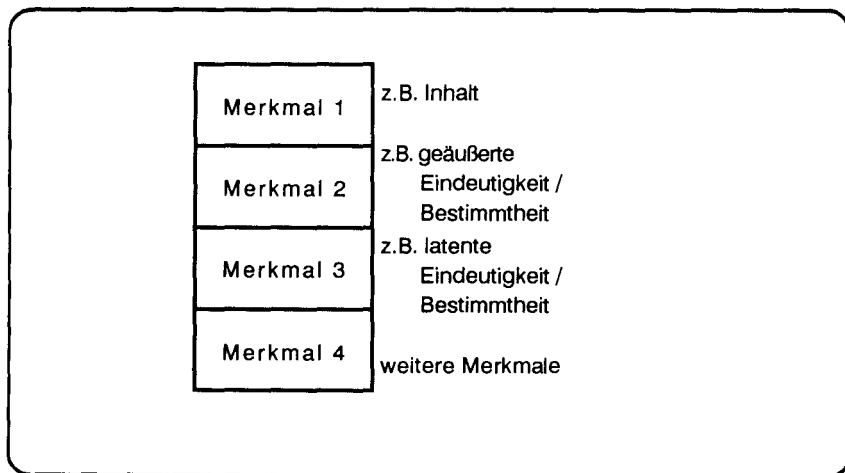 Merkmal 1 z.B. Inhalt
Merkmal 2 z.B. geäußerte
Eindeutigkeit /
Bestimmtheit
Merkmal 3 z.B. latente
Eindeutigkeit /
Bestimmtheit
Merkmal 4 weitere Merkmale